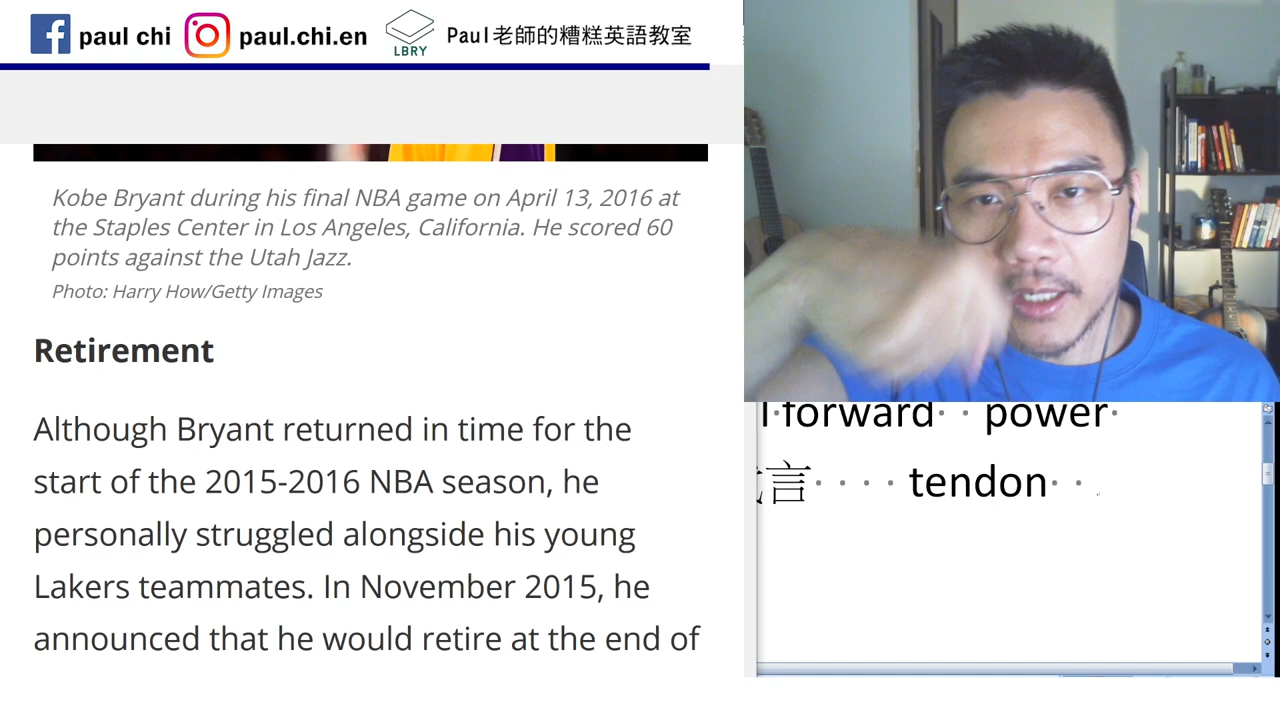 paul chi paul.chi.en LBRY Paul老師的糟糕英語教室
Kobe Bryant during his final NBA game on April 13, 2016 at
the Staples Center in Los Angeles, California. He scored 60
points against the Utah Jazz.
Photo: Harry How/Getty Images
Retirement
Although Bryant returned in time for the
start of the 2015-2016 NBA season, he
personally struggled alongside his young
Lakers teammates. In November 2015, he
announced that he would retire at the end of
forward power
言 tendon